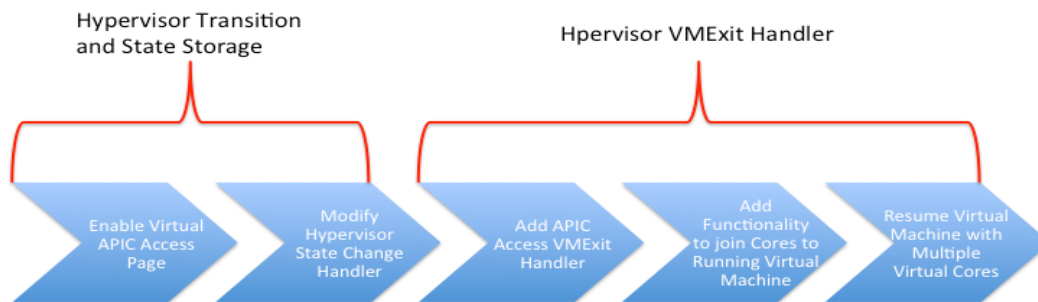 Hypervisor Transition
and State Storage
Hpervisor VMExit Handler
Enable Virtual
APIC Access
Page
Modify
Hypervisor
State Change
Handler
Add APIC
Access VMExit
Handler
Add
Functionality
to join Cores to
Running Virtual
Machine
Resume Virtual
Machine with
Multiple
Virtual Cores